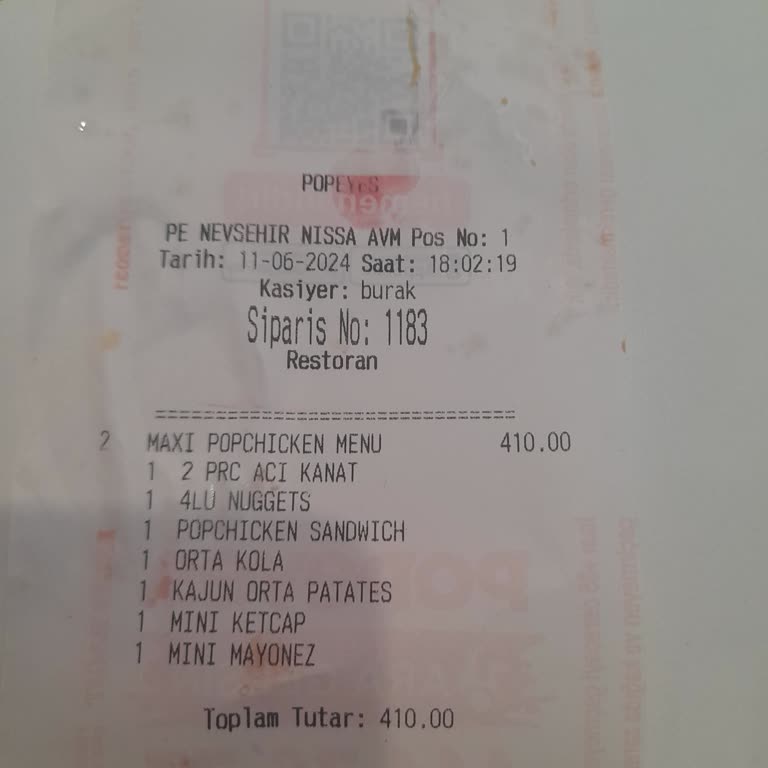 POPEYES
PE NEVSEHIR NISSA AVM Pos No: 1
Tarih: 11-06-2024 Saat: 18:02:19
Kasiyer: burak
Siparis No: 1183
Restoran
2 MAXI POPCHICKEN MENU 410.00
1 2 PRC ACI KANAT
1 4LU NUGGETS
1 POPCHICKEN SANDWICH
1 ORTA KOLA
1 KAJUN ORTA PATATES
1 MINI KETCAP
1 MINI MAYONEZ
Toplam Tutar: 410.00